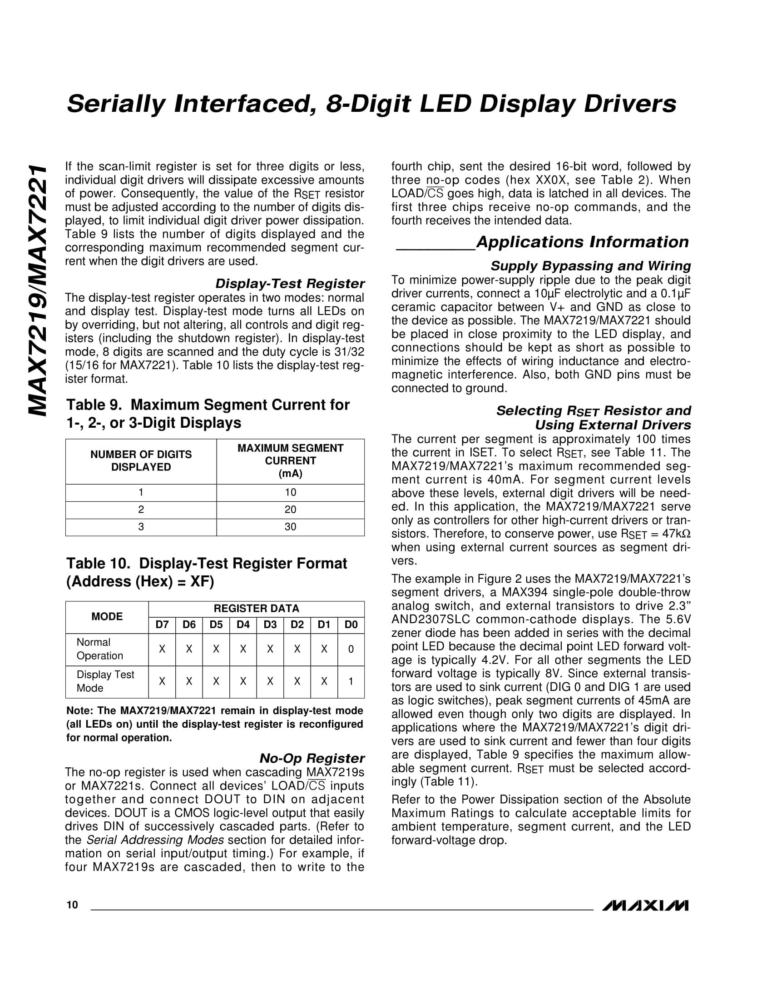 Serially Interfaced, 8-Digit LED Display Drivers
MAX7219/MAX7221
If the scan-limit register is set for three digits or less,
individual digit drivers will dissipate excessive amounts
of power. Consequently, the value of the RSET resistor
must be adjusted according to the number of digits dis-
played, to limit individual digit driver power dissipation.
Table 9 lists the number of digits displayed and the
corresponding maximum recommended segment cur-
rent when the digit drivers are used.
Display-Test Register
The display-test register operates in two modes: normal
and display test. Display-test mode turns all LEDs on
by overriding, but not altering, all controls and digit reg-
isters (including the shutdown register). In display-test
mode, 8 digits are scanned and the duty cycle is 31/32
(15/16 for MAX7221). Table 10 lists the display-test reg-
ister format.
Table 9. Maximum Segment Current for
1-, 2-, or 3-Digit Displays
NUMBER OF DIGITS
DISPLAYED
MAXIMUM SEGMENT
CURRENT
(mA)
1 10
2 20
3 30
Table 10. Display-Test Register Format
(Address (Hex) = XF)
MODE
REGISTER DATA
D7 D6 D5 D4 D3 D2 D1 D0
Normal
Operation
X X X X X X X 0
Display Test
Mode
X X X X X X X 1
Note: The MAX7219/MAX7221 remain in display-test mode
(all LEDs on) until the display-test register is reconfigured
for normal operation.
No-Op Register
The no-op register is used when cascading MAX7219s
or MAX7221s. Connect all devices’ LOAD/CS inputs
together and connect DOUT to DIN on adjacent
devices. DOUT is a CMOS logic-level output that easily
drives DIN of successively cascaded parts. (Refer to
the Serial Addressing Modes section for detailed infor-
mation on serial input/output timing.) For example, if
four MAX7219s are cascaded, then to write to the
fourth chip, sent the desired 16-bit word, followed by
three no-op codes (hex XX0X, see Table 2). When
LOAD/CS goes high, data is latched in all devices. The
first three chips receive no-op commands, and the
fourth receives the intended data.
Applications Information
Supply Bypassing and Wiring
To minimize power-supply ripple due to the peak digit
driver currents, connect a 10µF electrolytic and a 0.1µF
ceramic capacitor between V+ and GND as close to
the device as possible. The MAX7219/MAX7221 should
be placed in close proximity to the LED display, and
connections should be kept as short as possible to
minimize the effects of wiring inductance and electro-
magnetic interference. Also, both GND pins must be
connected to ground.
Selecting RSET Resistor and
Using External Drivers
The current per segment is approximately 100 times
the current in ISET. To select RSET, see Table 11. The
MAX7219/MAX7221’s maximum recommended seg-
ment current is 40mA. For segment current levels
above these levels, external digit drivers will be need-
ed. In this application, the MAX7219/MAX7221 serve
only as controllers for other high-current drivers or tran-
sistors. Therefore, to conserve power, use RSET = 47kΩ
when using external current sources as segment dri-
vers.
The example in Figure 2 uses the MAX7219/MAX7221’s
segment drivers, a MAX394 single-pole double-throw
analog switch, and external transistors to drive 2.3”
AND2307SLC common-cathode displays. The 5.6V
zener diode has been added in series with the decimal
point LED because the decimal point LED forward volt-
age is typically 4.2V. For all other segments the LED
forward voltage is typically 8V. Since external transis-
tors are used to sink current (DIG 0 and DIG 1 are used
as logic switches), peak segment currents of 45mA are
allowed even though only two digits are displayed. In
applications where the MAX7219/MAX7221’s digit dri-
vers are used to sink current and fewer than four digits
are displayed, Table 9 specifies the maximum allow-
able segment current. RSET must be selected accord-
ingly (Table 11).
Refer to the Power Dissipation section of the Absolute
Maximum Ratings to calculate acceptable limits for
ambient temperature, segment current, and the LED
forward-voltage drop.
10
MAXIM